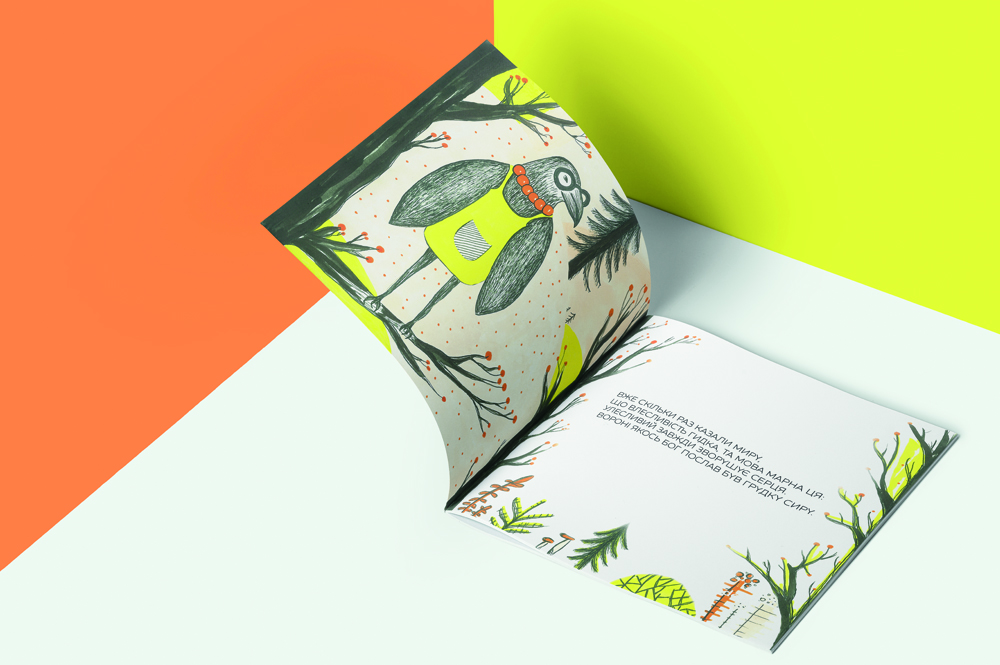 ВЖЕ СКІЛЬКИ РАЗ КАЗАЛИ МИРУ,
ЩО ВЛЕСЛИВІСТЬ ГИДКА, ТА МОВА МАРНА ЦЯ:
УЛЕСЛИВИЙ ЗАВЖДИ ЗВОРУШУЄ СЕРЦЯ.
ВОРОНІ ЯКОСЬ БОГ ПОСЛАВ БУВ ГРУДКУ СИРУ.